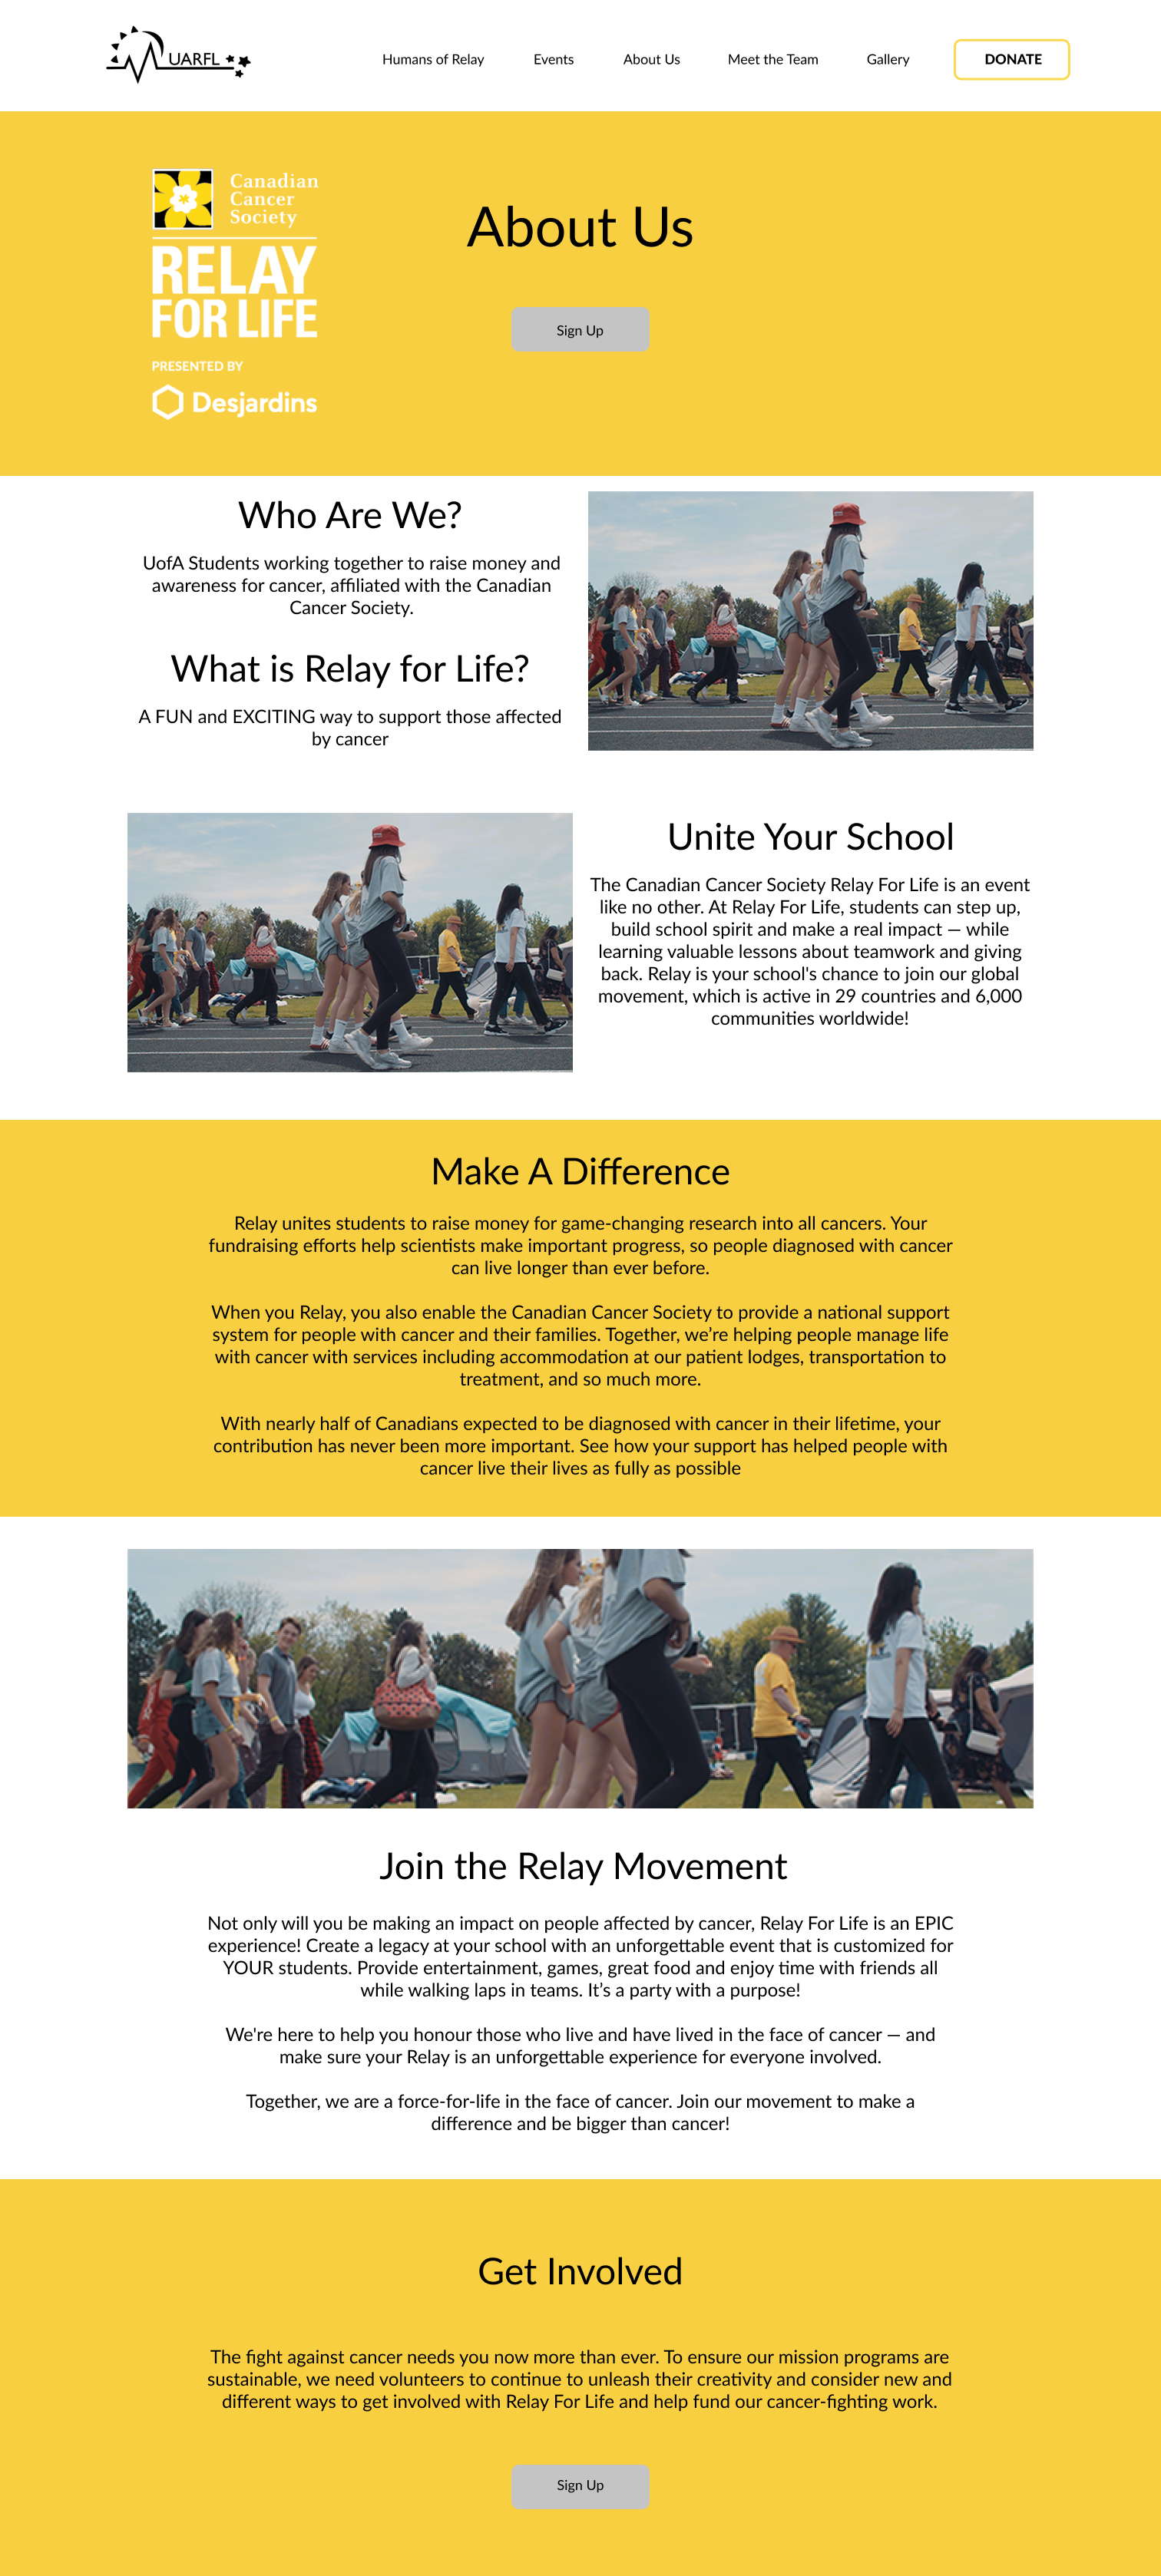 UARFL
Humans of Relay
Events
About Us
Meet the Team
Gallery
DONATE
Canadian
Cancer
Society
RELAY
FOR LIFE
PRESENTED BY
Desjardins
About Us
Sign Up
Who Are We?
UofA Students working together to raise money and
awareness for cancer, affiliated with the Canadian
Cancer Society.
What is Relay for Life?
A FUN and EXCITING way to support those affected
by cancer
Unite Your School
The Canadian Cancer Society Relay For Life is an event
like no other. At Relay For Life, students can step up,
build school spirit and make a real impact — while
learning valuable lessons about teamwork and giving
back. Relay is your school's chance to join our global
movement, which is active in 29 countries and 6,000
communities worldwide!
Make A Difference
Relay unites students to raise money for game-changing research into all cancers. Your
fundraising efforts help scientists make important progress, so people diagnosed with cancer
can live longer than ever before.
When you Relay, you also enable the Canadian Cancer Society to provide a national support
system for people with cancer and their families. Together, we’re helping people manage life
with cancer with services including accommodation at our patient lodges, transportation to
treatment, and so much more.
With nearly half of Canadians expected to be diagnosed with cancer in their lifetime, your
contribution has never been more important. See how your support has helped people with
cancer live their lives as fully as possible
Join the Relay Movement
Not only will you be making an impact on people affected by cancer, Relay For Life is an EPIC
experience! Create a legacy at your school with an unforgettable event that is customized for
YOUR students. Provide entertainment, games, great food and enjoy time with friends all
while walking laps in teams. It’s a party with a purpose!
We're here to help you honour those who live and have lived in the face of cancer — and
make sure your Relay is an unforgettable experience for everyone involved.
Together, we are a force-for-life in the face of cancer. Join our movement to make a
difference and be bigger than cancer!
Get Involved
The fight against cancer needs you now more than ever. To ensure our mission programs are
sustainable, we need volunteers to continue to unleash their creativity and consider new and
different ways to get involved with Relay For Life and help fund our cancer-fighting work.
Sign Up